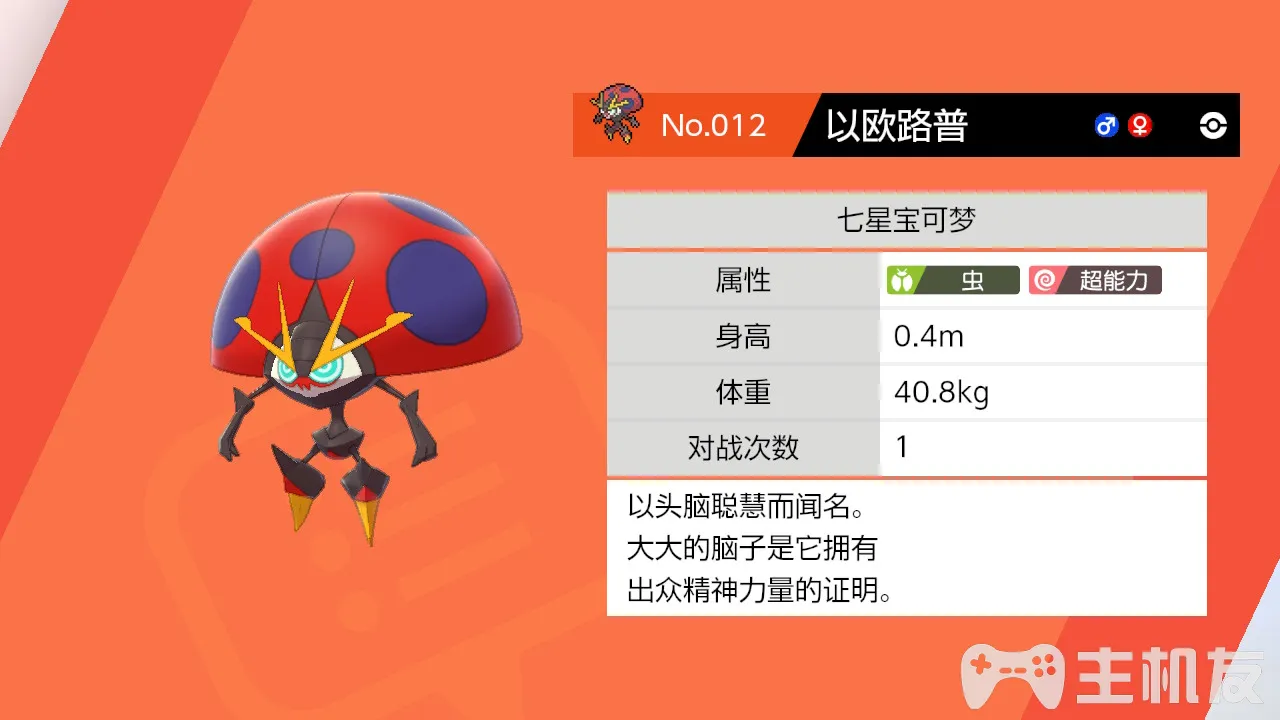 No.012 以欧路普 ♂ ♀
七星宝可梦
属性 虫 超能力
身高 0.4m
体重 40.8kg
对战次数 1
以头脑聪慧而闻名。
大大的脑子是它拥有
出众精神力量的证明。
主机友